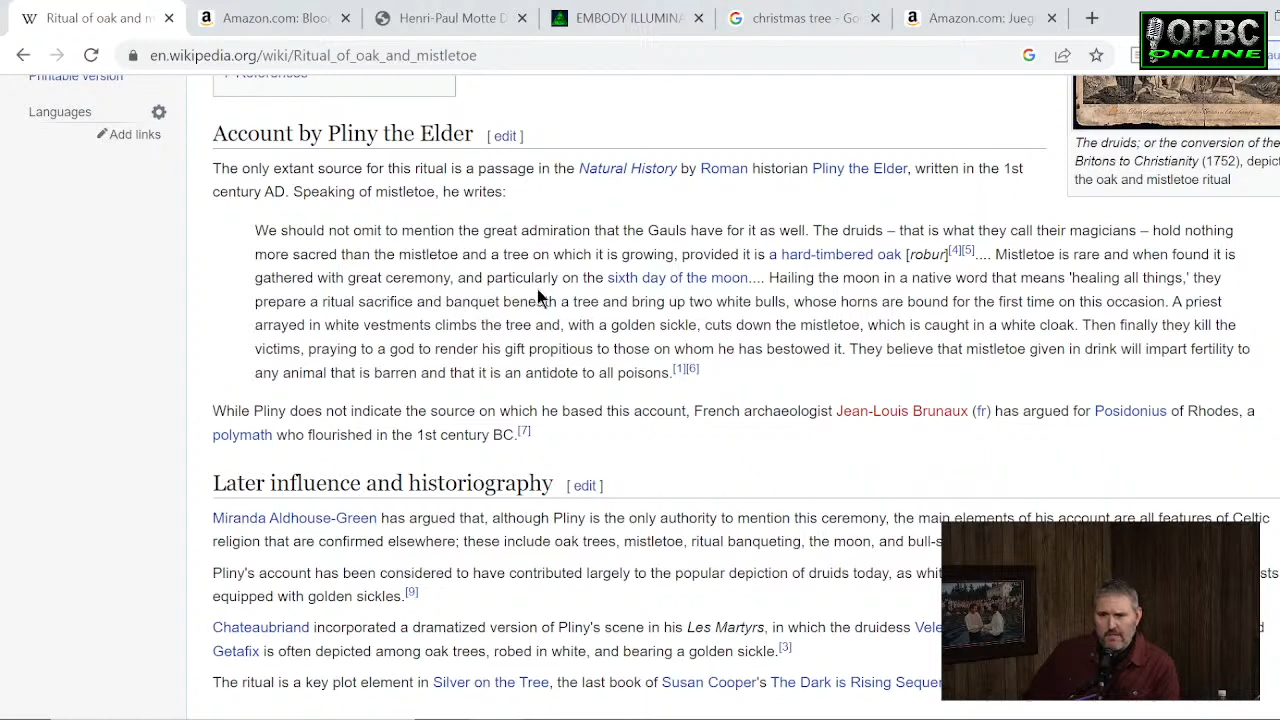 Ritual of oak and m
Amazon.com: Bloo
Henri-Paul Motte D
EMBODY ILLUMINA
christmas tree - Go
Amazon.com: Jueg
OPBC
ONLINE
en.wikipedia.org/wiki/Ritual_of_oak_and_mistletoe
Printable version
References
Languages
Add links
Account by Pliny the Elder [ edit ]
The only extant source for this ritual is a passage in the Natural History by Roman historian Pliny the Elder, written in the 1st
century AD. Speaking of mistletoe, he writes:
We should not omit to mention the great admiration that the Gauls have for it as well. The druids – that is what they call their magicians – hold nothing
more sacred than the mistletoe and a tree on which it is growing, provided it is a hard-timbered oak [robur][4][5].... Mistletoe is rare and when found it is
gathered with great ceremony, and particularly on the sixth day of the moon.... Hailing the moon in a native word that means 'healing all things,' they
prepare a ritual sacrifice and banquet beneath a tree and bring up two white bulls, whose horns are bound for the first time on this occasion. A priest
arrayed in white vestments climbs the tree and, with a golden sickle, cuts down the mistletoe, which is caught in a white cloak. Then finally they kill the
victims, praying to a god to render his gift propitious to those on whom he has bestowed it. They believe that mistletoe given in drink will impart fertility to
any animal that is barren and that it is an antidote to all poisons.[1][6]
While Pliny does not indicate the source on which he based this account, French archaeologist Jean-Louis Brunaux (fr) has argued for Posidonius of Rhodes, a
polymath who flourished in the 1st century BC.[7]
The druids; or the conversion of the
Britons to Christianity (1752), depict
the oak and mistletoe ritual
Later influence and historiography [ edit ]
Miranda Aldhouse-Green has argued that, although Pliny is the only authority to mention this ceremony, the main elements of his account are all features of Celtic
religion that are confirmed elsewhere; these include oak trees, mistletoe, ritual banqueting, the moon, and bull-s
Pliny's account has been considered to have contributed largely to the popular depiction of druids today, as whit sts
equipped with golden sickles.[9]
Chateaubriand incorporated a dramatized version of Pliny's scene in his Les Martyrs, in which the druidess Vele d
Getafix is often depicted among oak trees, robed in white, and bearing a golden sickle.[3]
The ritual is a key plot element in Silver on the Tree, the last book of Susan Cooper's The Dark is Rising Sequen